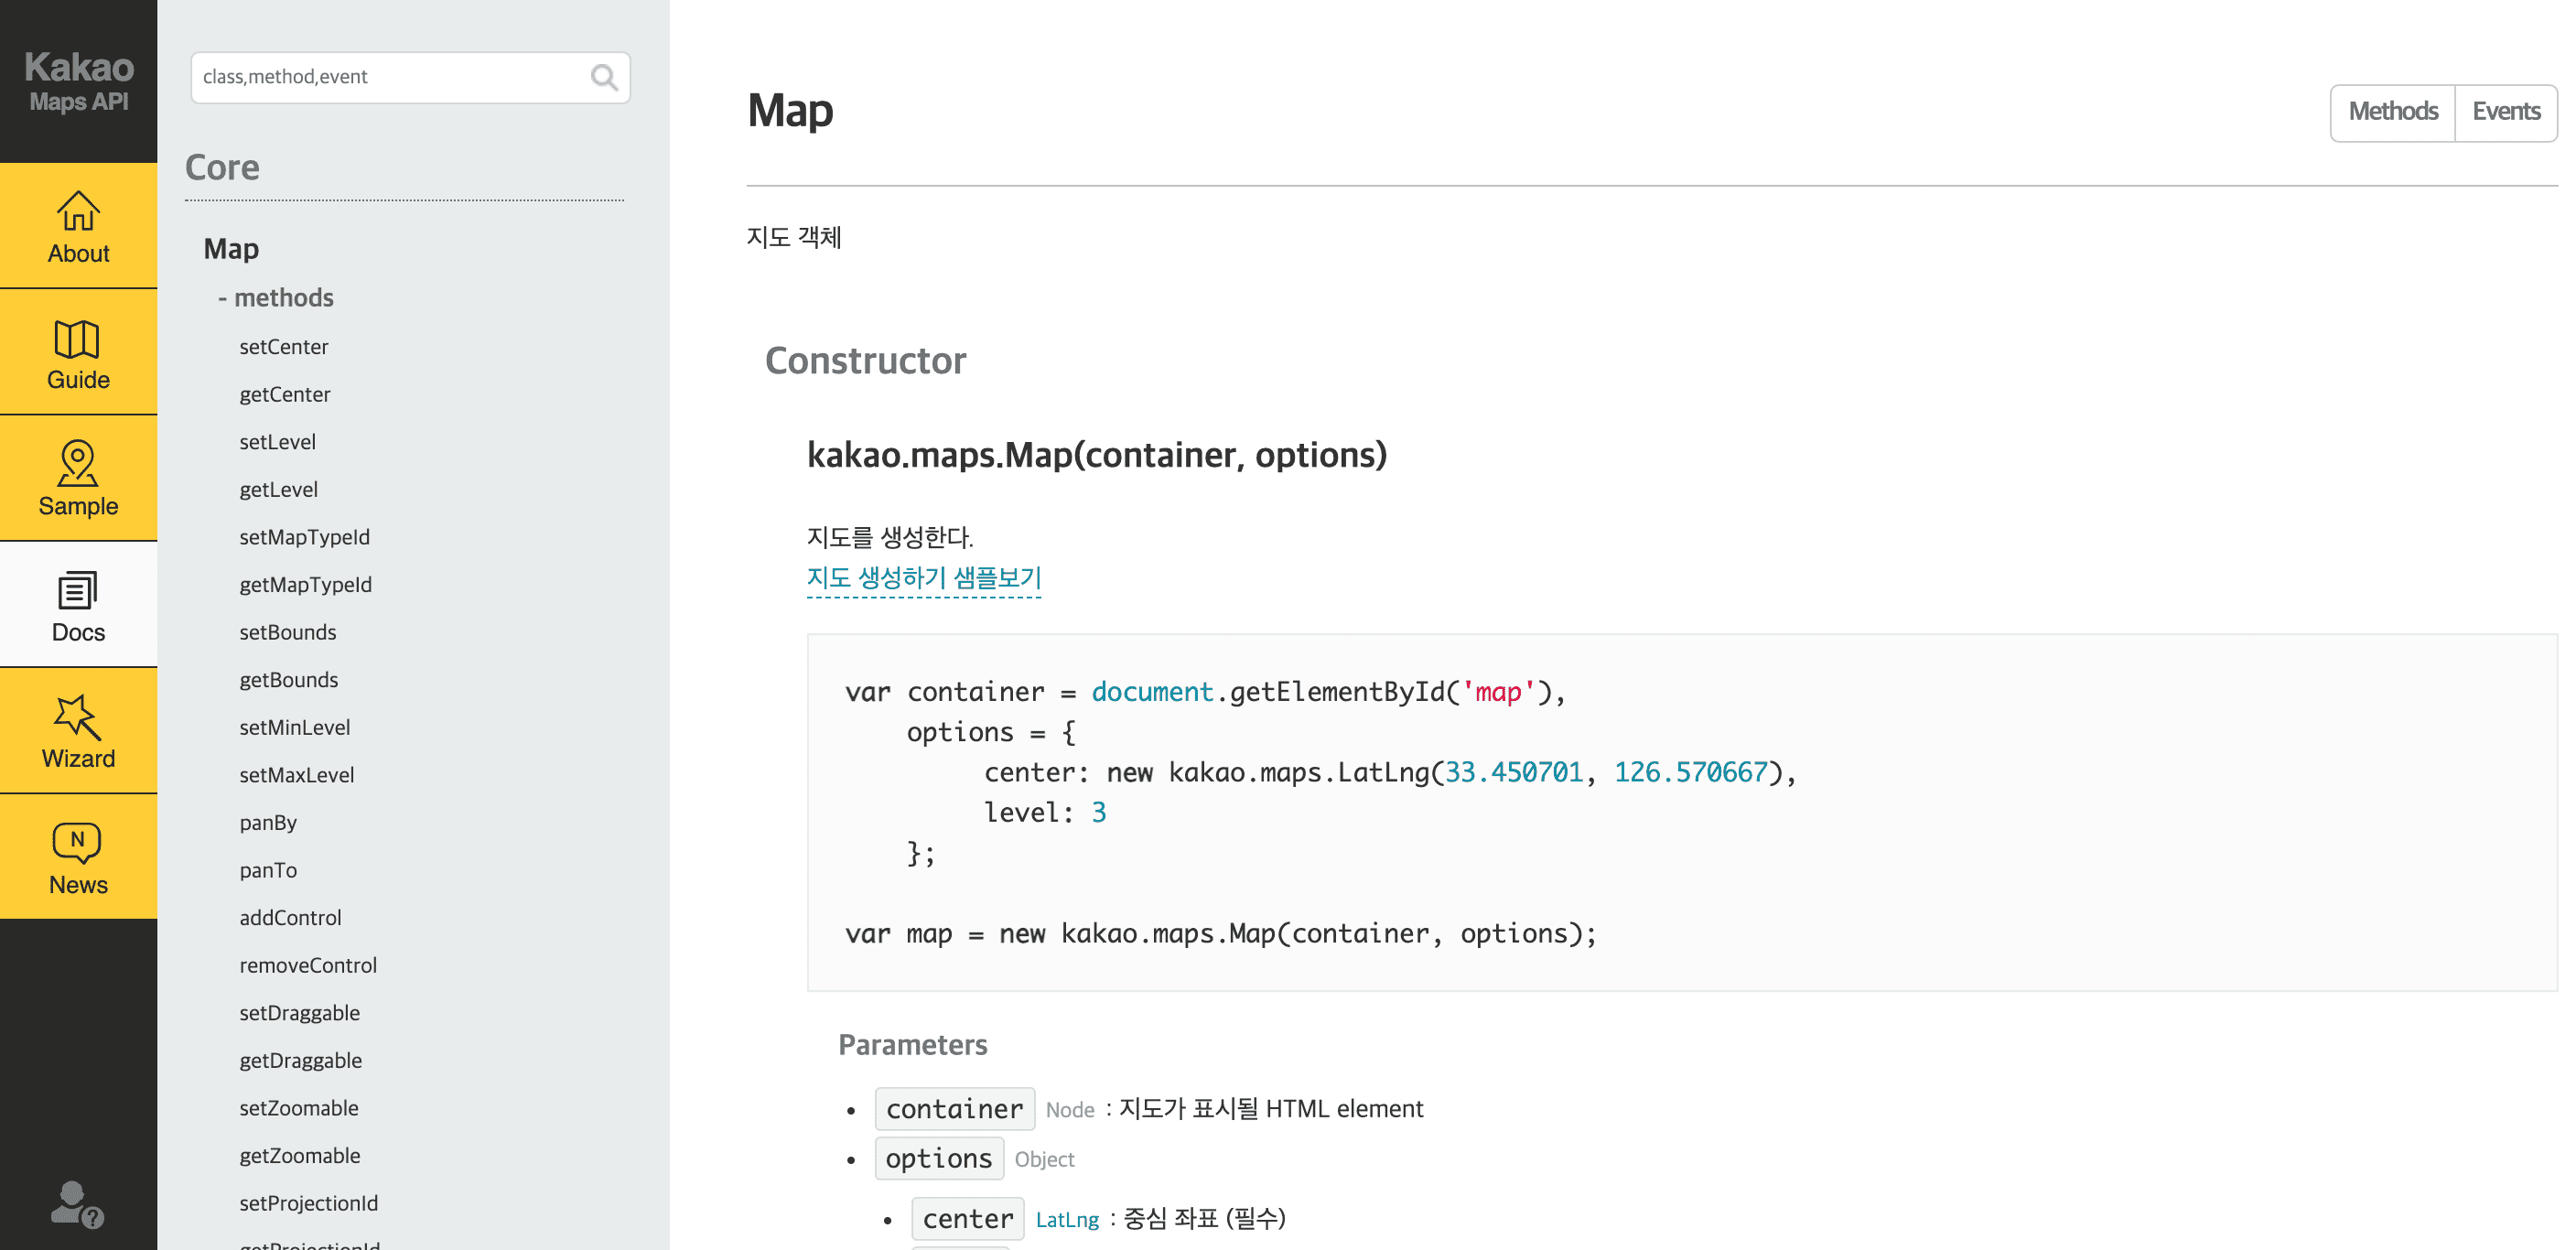 Kakao
Maps API
About
Guide
Sample
Docs
Wizard
N
News
?
class,method,event
Core
Map
- methods
setCenter
getCenter
setLevel
getLevel
setMapTypeId
getMapTypeId
setBounds
getBounds
setMinLevel
setMaxLevel
panBy
panTo
addControl
removeControl
setDraggable
getDraggable
setZoomable
getZoomable
setProjectionId
getProjectionId
Map
Methods
Events
지도 객체
Constructor
kakao.maps.Map(container, options)
지도를 생성한다.
지도 생성하기 샘플보기
var container = document.getElementById('map'),
    options = {
         center: new kakao.maps.LatLng(33.450701, 126.570667),
         level: 3
    };
var map = new kakao.maps.Map(container, options);
Parameters
• container Node : 지도가 표시될 HTML element
• options Object
• center LatLng : 중심 좌표 (필수)